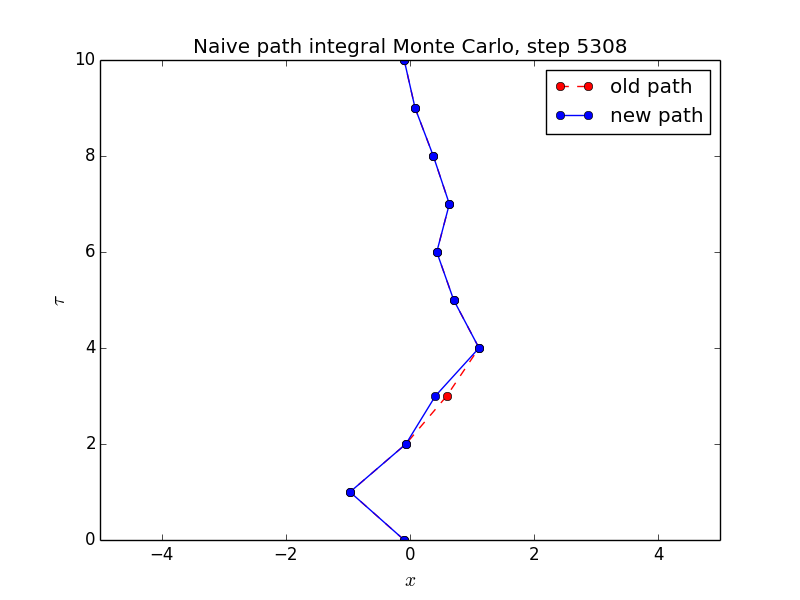 Naive path integral Monte Carlo, step 5308
old path
new path
10
8
6
4
2
0
τ
−4
−2
0
2
4
x